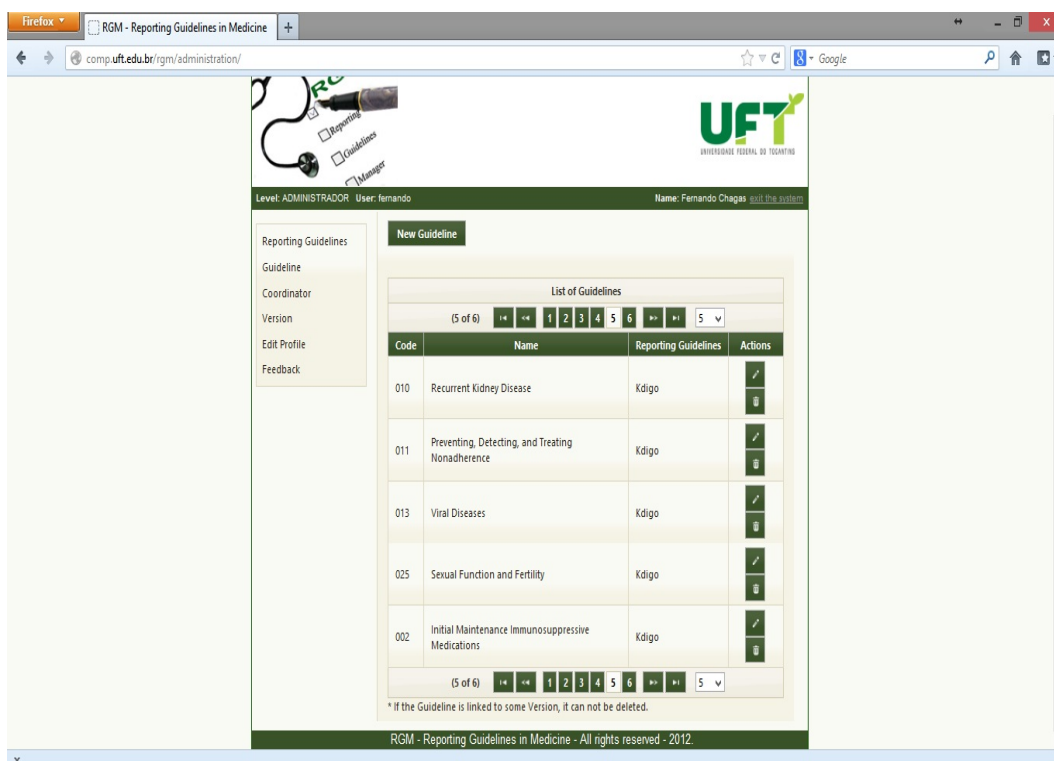 Firefox
RGM - Reporting Guidelines in Medicine
comp.uft.edu.br/rgm/administration/
Google
Reporting
Guidelines
Manager
UFT
UNIVERSIDADE FEDERAL DO TOCANTINS
Level: ADMINISTRADOR User: fernando
Name: Fernando Chagas exit the system
Reporting Guidelines
Guideline
Coordinator
Version
Edit Profile
Feedback
New Guideline
List of Guidelines
(5 of 6) 1 2 3 4 5 6 5
Code Name Reporting Guidelines Actions
010 Recurrent Kidney Disease Kdigo
011 Preventing, Detecting, and Treating
Nonadherence Kdigo
013 Viral Diseases Kdigo
025 Sexual Function and Fertility Kdigo
002 Initial Maintenance Immunosuppressive
Medications Kdigo
(5 of 6) 1 2 3 4 5 6 5
* If the Guideline is linked to some Version, it can not be deleted.
RGM - Reporting Guidelines in Medicine - All rights reserved - 2012.